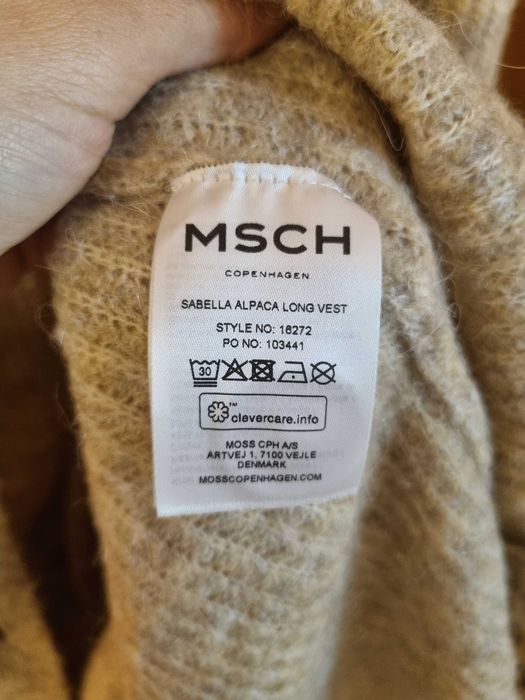 MSCH
COPENHAGEN
SABELLA ALPACA LONG VEST
STYLE NO: 16272
PO NO: 103441
30
™
clevercare.info
MOSS CPH A/S
ARTVEJ 1, 7100 VEJLE
DENMARK
MOSSCOPENHAGEN.COM